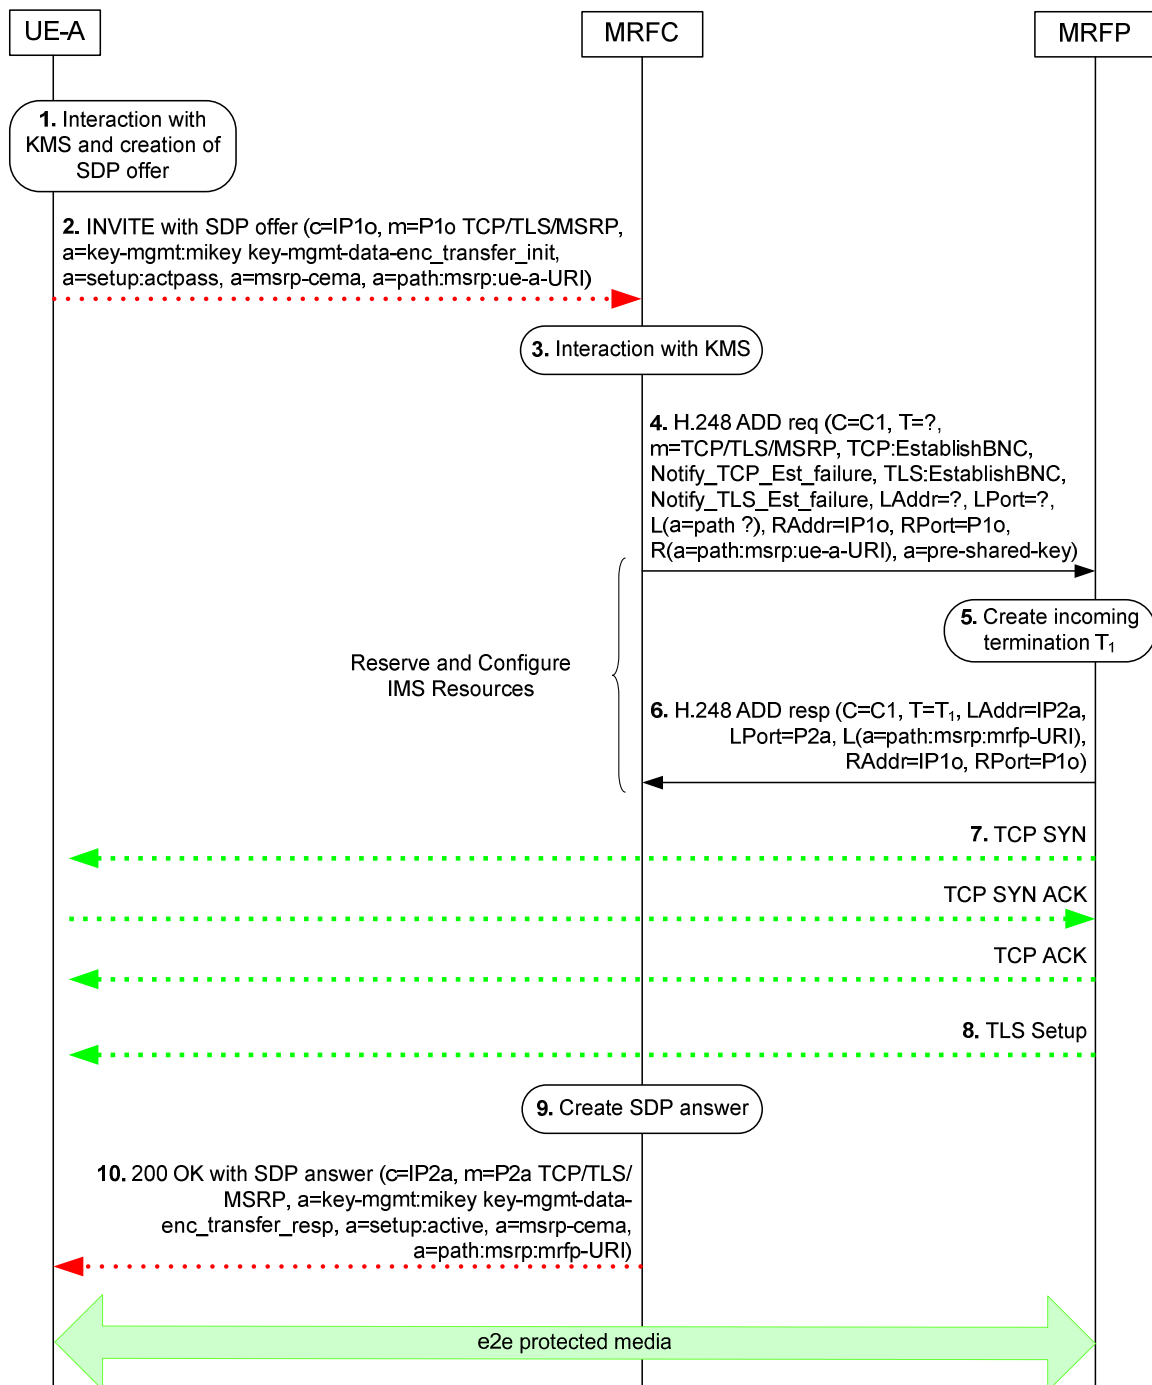 UE-A
MRFC
MRFP
1. Interaction with
KMS and creation of
SDP offer
2. INVITE with SDP offer (c=IP1o, m=P1o TCP/TLS/MSRP,
a=key-mgmt:mikey key-mgmt-data-enc_transfer_init,
a=setup:actpass, a=msrp-cema, a=path:msrp:ue-a-URI)
3. Interaction with KMS
4. H.248 ADD req (C=C1, T=?,
m=TCP/TLS/MSRP, TCP:EstablishBNC,
Notify_TCP_Est_failure, TLS:EstablishBNC,
Notify_TLS_Est_failure, LAddr=?, LPort=?,
L(a=path ?), RAddr=IP1o, RPort=P1o,
R(a=path:msrp:ue-a-URI), a=pre-shared-key)
5. Create incoming
termination T1
Reserve and Configure
IMS Resources
6. H.248 ADD resp (C=C1, T=T1, LAddr=IP2a,
LPort=P2a, L(a=path:msrp:mrfp-URI),
RAddr=IP1o, RPort=P1o)
7. TCP SYN
TCP SYN ACK
TCP ACK
8. TLS Setup
9. Create SDP answer
10. 200 OK with SDP answer (c=IP2a, m=P2a TCP/TLS/
MSRP, a=key-mgmt:mikey key-mgmt-data-
enc_transfer_resp, a=setup:active, a=msrp-cema,
a=path:msrp:mrfp-URI)
e2e protected media